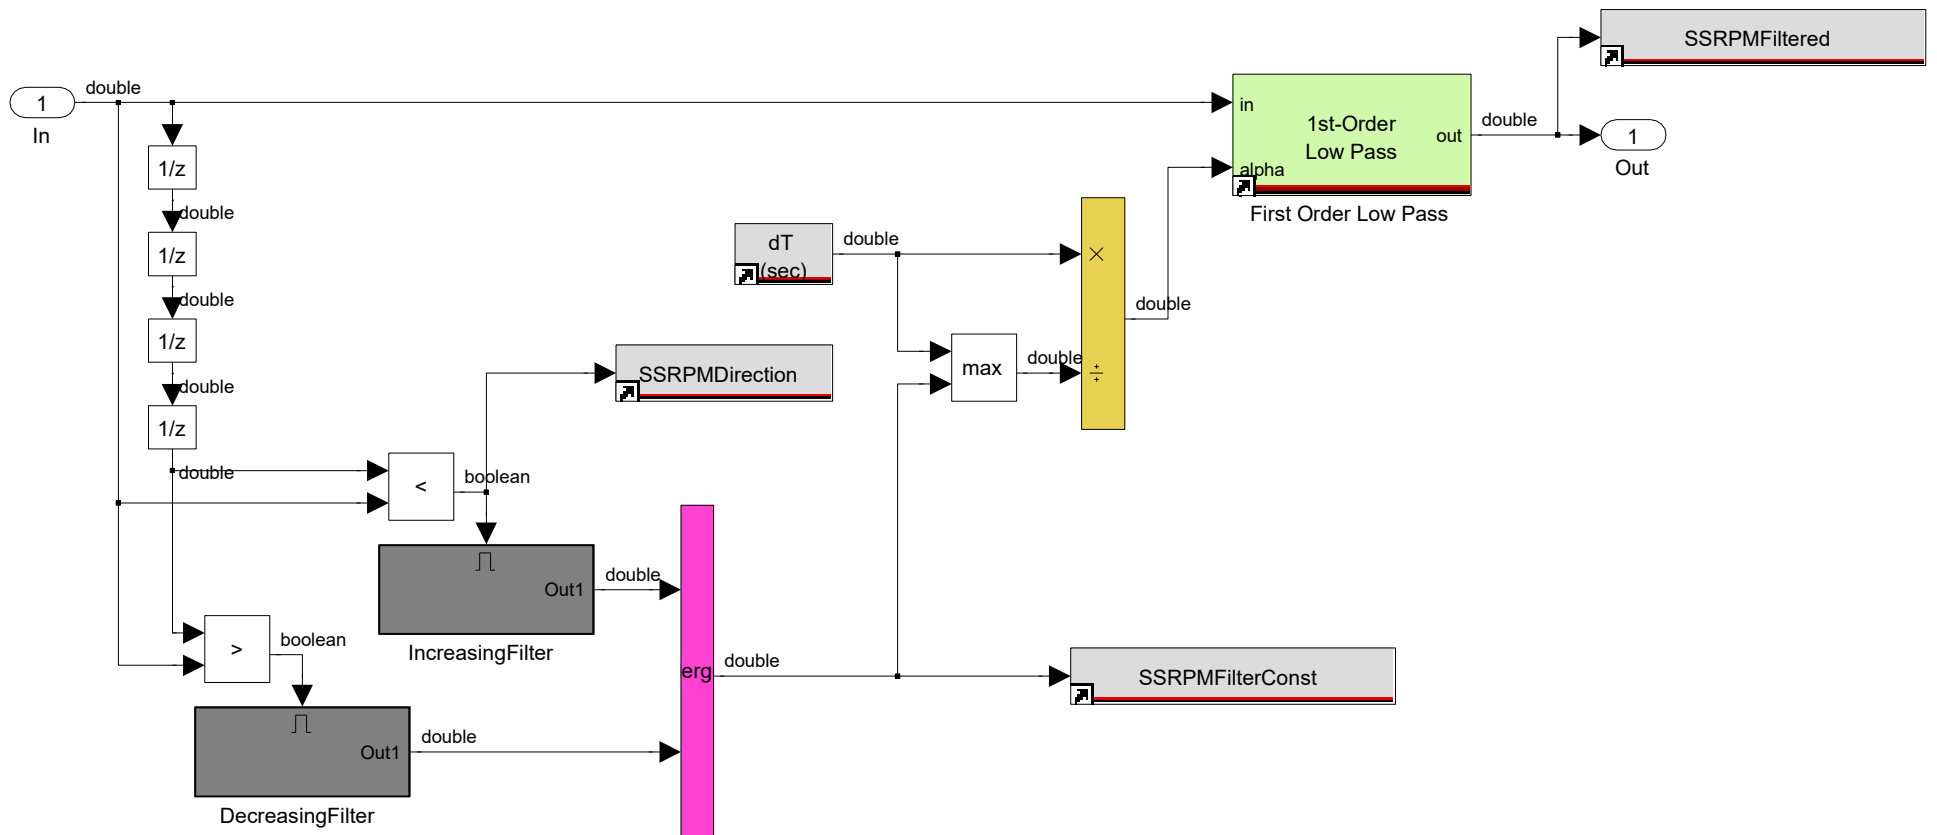 SSRPMFiltered
double
1
In
in
1st-Order
Low Pass
alpha
out
double
1
Out
First Order Low Pass
1/z
double
1/z
double
1/z
double
1/z
double
dT
(sec)
double
×
÷
double
max
double
SSRPMDirection
<
boolean
Out1
double
IncreasingFilter
>
boolean
Out1
double
DecreasingFilter
erg
double
SSRPMFilterConst